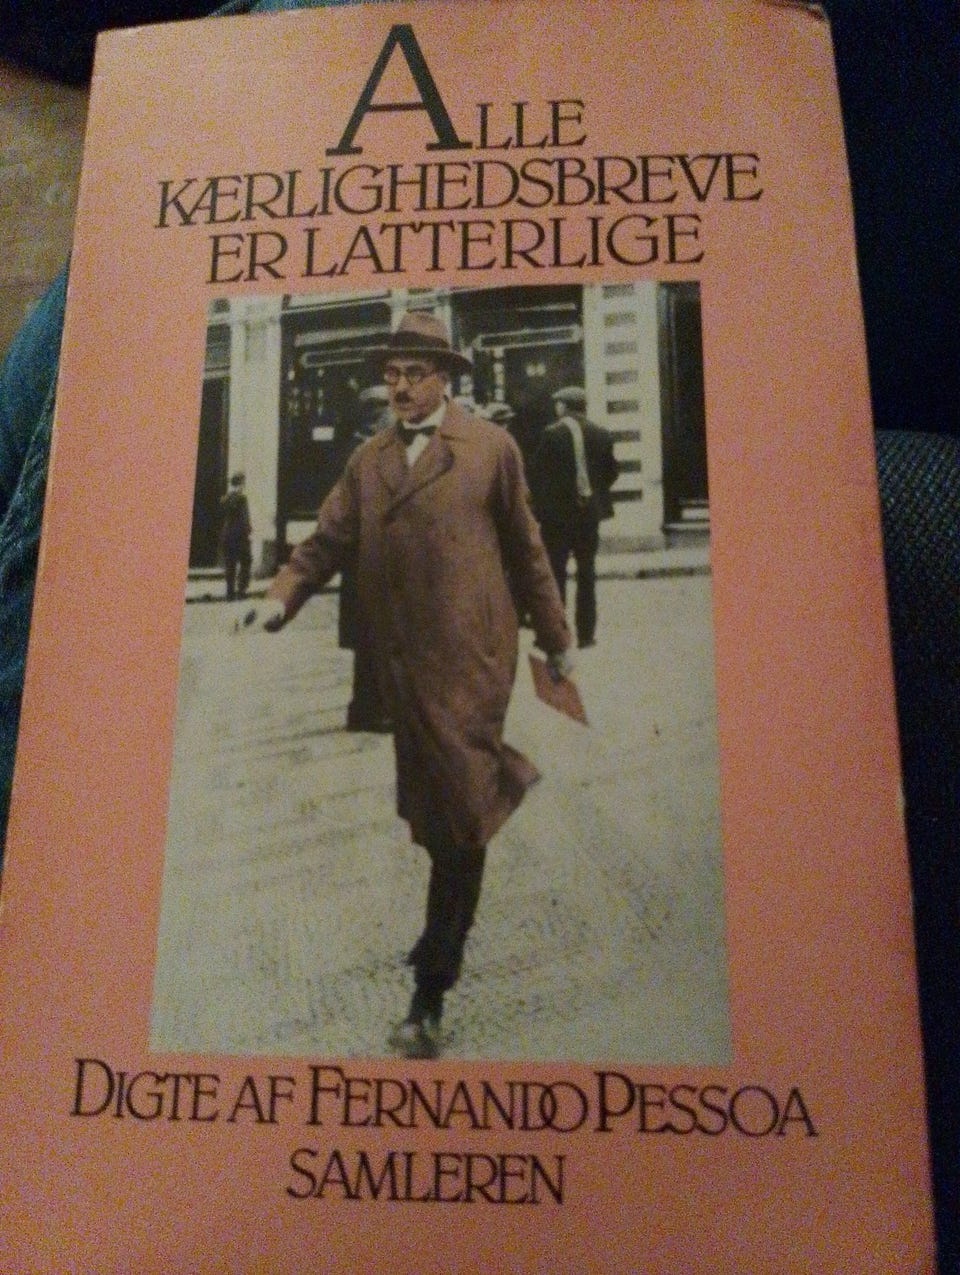 ALLE
KÆRLIGHEDSBREVE
ER LATTERLIGE
DIGTE AF FERNANDO PESSOA
SAMLEREN